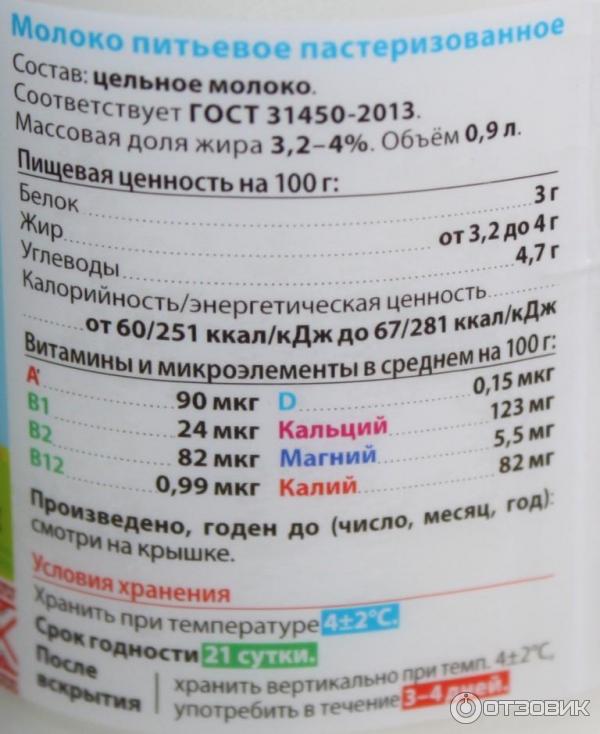 Молоко питьевое пастеризованное
Состав: цельное молоко.
Соответствует ГОСТ 31450-2013.
Массовая доля жира 3,2–4%. Объём 0,9 л.
Пищевая ценность на 100 г:
Белок 3 г
Жир от 3,2 до 4 г
Углеводы 4,7 г
Калорийность/энергетическая ценность
от 60/251 ккал/кДж до 67/281 ккал/кДж
Витамины и микроэлементы в среднем на 100 г:
A 90 мкг D 0,15 мкг
B1 24 мкг Кальций 123 мг
B2 82 мкг Магний 5,5 мг
B12 0,99 мкг Калий 82 мг
Произведено, годен до (число, месяц, год):
смотри на крышке.
Условия хранения
Хранить при температуре 4±2°C.
Срок годности 21 сутки.
После вскрытия
хранить вертикально при темп. 4±2°C,
употребить в течение 3–4 дней.
ОТЗОВИК